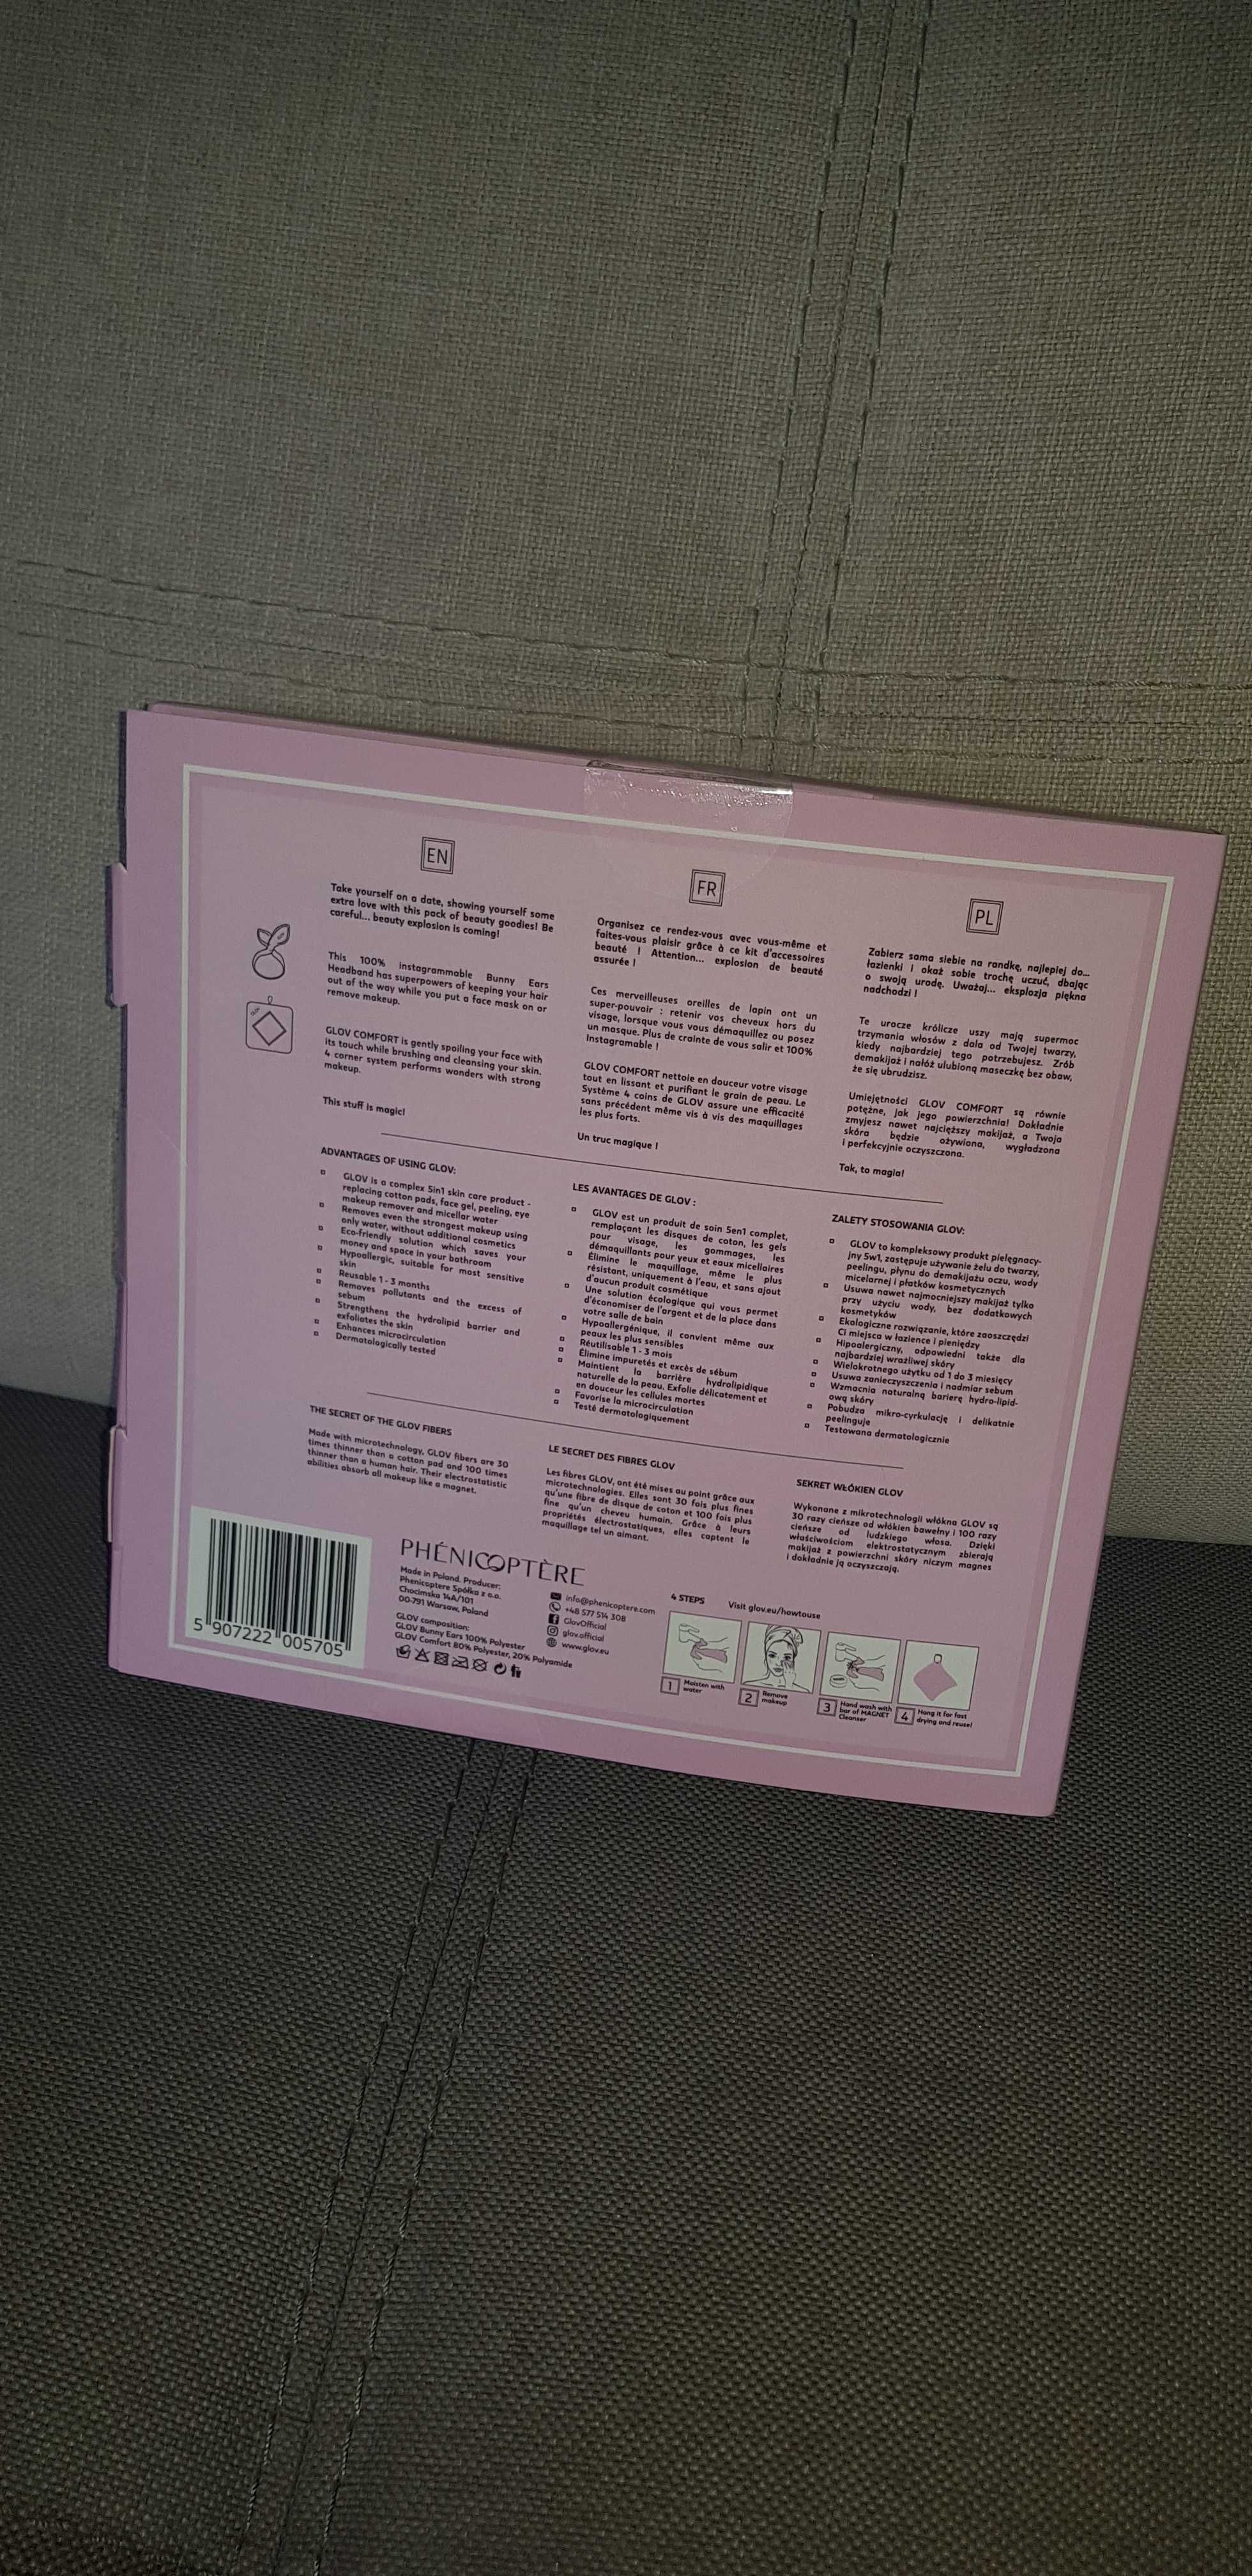 EN
Take yourself on a date, showing yourself some
extra love with this pack of beauty goodies! Be
careful... beauty explosion is coming!
This 100% instagrammable Bunny Ears
Headband has superpowers of keeping your hair
out of the way while you put a face mask on or
remove makeup.
GLOV COMFORT is gently spoiling your face with
its touch while brushing and cleansing your skin.
4 corner system performs wonders with strong
makeup.
This stuff is magic!
ADVANTAGES OF USING GLOV:
GLOV is a complex 5in1 skin care product -
replacing cotton pads, face gel, peeling, eye
makeup remover and micellar water
Removes even the strongest makeup using
only water, without additional cosmetics
Eco-friendly solution which saves your
money and space in your bathroom
Hypoallergic, suitable for most sensitive
skin
Reusable 1 - 3 months
Removes pollutants and the excess of
sebum
Strengthens the hydrolipid barrier and
exfoliates the skin
Enhances microcirculation
Dermatologically tested
THE SECRET OF THE GLOV FIBERS
Made with microtechnology, GLOV fibers are 30
times thinner than a cotton pad and 100 times
thinner than a human hair. Their electrostatistic
abilities absorb all makeup like a magnet.
FR
Organisez ce rendez-vous avec vous-même et
faites-vous plaisir grâce à ce kit d'accessoires
beauté ! Attention... explosion de beauté
assurée !
Ces merveilleuses oreilles de lapin ont un
super-pouvoir : retenir vos cheveux hors du
visage, lorsque vous vous démaquillez ou posez
un masque. Plus de crainte de vous salir et 100%
Instagramable !
GLOV COMFORT nettoie en douceur votre visage
tout en lissant et purifiant le grain de peau. Le
Système 4 coins de GLOV assure une efficacité
sans précédent même vis à vis des maquillages
les plus forts.
Un truc magique !
LES AVANTAGES DE GLOV :
GLOV est un produit de soin 5en1 complet,
remplaçant les disques de coton, les gels
pour visage, les gommages, les
démaquillants pour yeux et eaux micellaires
Élimine le maquillage, même le plus
résistant, uniquement à l'eau, et sans ajout
d'aucun produit cosmétique
Une solution écologique qui vous permet
d'économiser de l'argent et de la place dans
votre salle de bain
Hypoallergénique, il convient même aux
peaux les plus sensibles
Réutilisable 1 - 3 mois
Élimine impuretés et excès de sébum
Maintient la barrière hydrolipidique
naturelle de la peau. Exfolie délicatement et
en douceur les cellules mortes
Favorise la microcirculation
Testé dermatologiquement
LE SECRET DES FIBRES GLOV
Les fibres GLOV, ont été mises au point grâce aux
microtechnologies. Elles sont 30 fois plus fines
qu'une fibre de disque de coton et 100 fois plus
fine qu'un cheveu humain. Grâce à leurs
propriétés électrostatiques, elles captent le
maquillage tel un aimant.
PL
Zabierz sama siebie na randkę, najlepiej do...
łazienki i okaż sobie trochę uczuć, dbając
o swoją urodę. Uważaj... eksplozja piękna
nadchodzi !
Te urocze królicze uszy mają supermoc
trzymania włosów z dala od Twojej twarzy,
kiedy najbardziej tego potrzebujesz. Zrób
demakijaż i nałóż ulubioną maseczkę bez obaw,
że się ubrudzisz.
Umiejętności GLOV COMFORT są równie
potężne, jak jego powierzchnia! Dokładnie
zmyjesz nawet najcięższy makijaż, a Twoja
skóra będzie ożywiona, wygładzona
i perfekcyjnie oczyszczona.
Tak, to magia!
ZALETY STOSOWANIA GLOV:
GLOV to kompleksowy produkt pielęgnacy-
jny 5w1, zastępuje używanie żelu do twarzy,
peelingu, płynu do demakijażu oczu, wody
micelarnej i płatków kosmetycznych
Usuwa nawet najmocniejszy makijaż tylko
przy użyciu wody, bez dodatkowych
kosmetyków
Ekologiczne rozwiązanie, które zaoszczędzi
Ci miejsca w łazience i pieniędzy
Hipoalergiczny, odpowiedni także dla
najbardziej wrażliwej skóry
Wielokrotnego użytku od 1 do 3 miesięcy
Usuwa zanieczyszczenia i nadmiar sebum
Wzmacnia naturalną barierę hydro-lipid-
ową skóry
Pobudza mikro-cyrkulację i delikatnie
peelinguje
Testowana dermatologicznie
SEKRET WŁÓKIEN GLOV
Wykonane z mikrotechnologii włókna GLOV są
30 razy cieńsze od włókien bawełny i 100 razy
cieńsze od ludzkiego włosa. Dzięki
właściwościom elektrostatycznym zbierają
makijaż z powierzchni skóry niczym magnes
i dokładnie ją oczyszczają.
5 907222 005705
PHÉNICOPTÈRE
Made in Poland. Producer:
Phenicoptere Spółka z o.o.
Chocimska 14A/101
00-791 Warsaw, Poland
GLOV composition:
GLOV Bunny Ears 100% Polyester
GLOV Comfort 80% Polyester, 20% Polyamide
info@phenicoptere.com
+48 577 514 308
GlovOfficial
glov.official
www.glov.eu
4 STEPS Visit glov.eu/howtouse
1 Moisten with
water
2 Remove
makeup
3 Hand wash with
bar of MAGNET
Cleanser
4 Hang it for fast
drying and reuse!